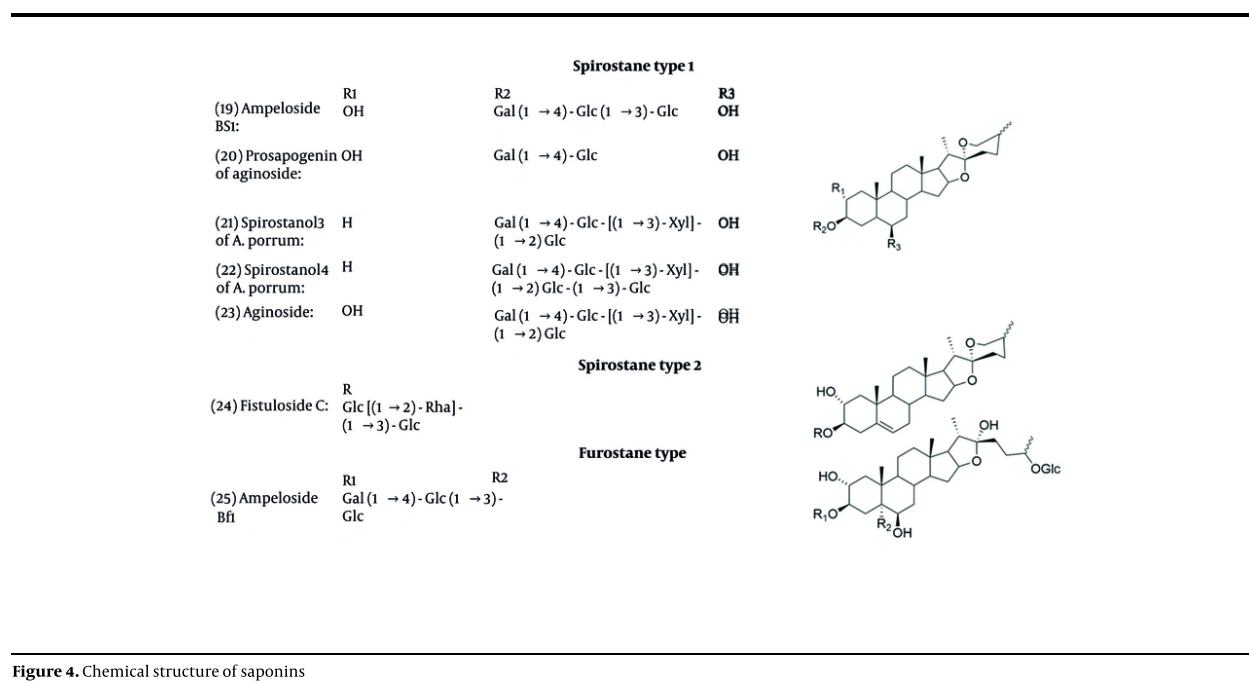 Spirostane type 1
R1 R2 R3
(19) Ampeloside OH Gal (1 → 4) - Glc (1 → 3) - Glc OH
BS1:
(20) Prosapogenin OH Gal (1 → 4) - Glc OH
of aginoside:
(21) Spirostanol3 H Gal (1 → 4) - Glc - [(1 → 3) - Xyl] - OH
of A. porrum: (1 → 2) Glc
(22) Spirostanol4 H Gal (1 → 4) - Glc - [(1 → 3) - Xyl] - OH
of A. porrum: (1 → 2) Glc - (1 → 3) - Glc
(23) Aginoside: OH Gal (1 → 4) - Glc - [(1 → 3) - Xyl] - OH
OH
(1 → 2) Glc
O
O
R1
R2O
R3
Spirostane type 2
R
(24) Fistuloside C: Glc [(1 → 2) - Rha] -
(1 → 3) - Glc
O
O
HO
RO
Furostane type
R1 R2
(25) Ampeloside Gal (1 → 4) - Glc (1 → 3) -
Bf1 Glc
OH
O
OGlc
HO
R1O
R2
OH
Figure 4. Chemical structure of saponins